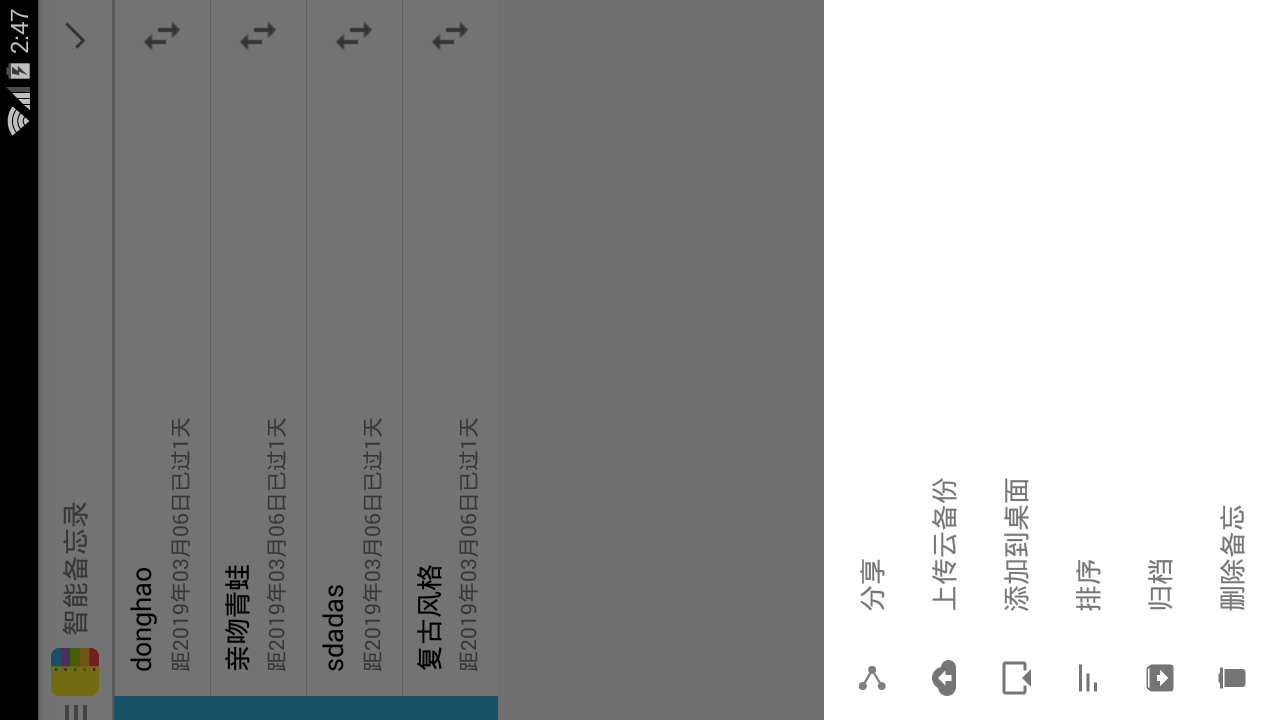 2:47
智能备忘录
donghao
距2019年03月06日已过1天
亲吻青蛙
距2019年03月06日已过1天
sdadas
距2019年03月06日已过1天
复古风格
距2019年03月06日已过1天
分享
上传云备份
添加到桌面
排序
归档
删除备忘